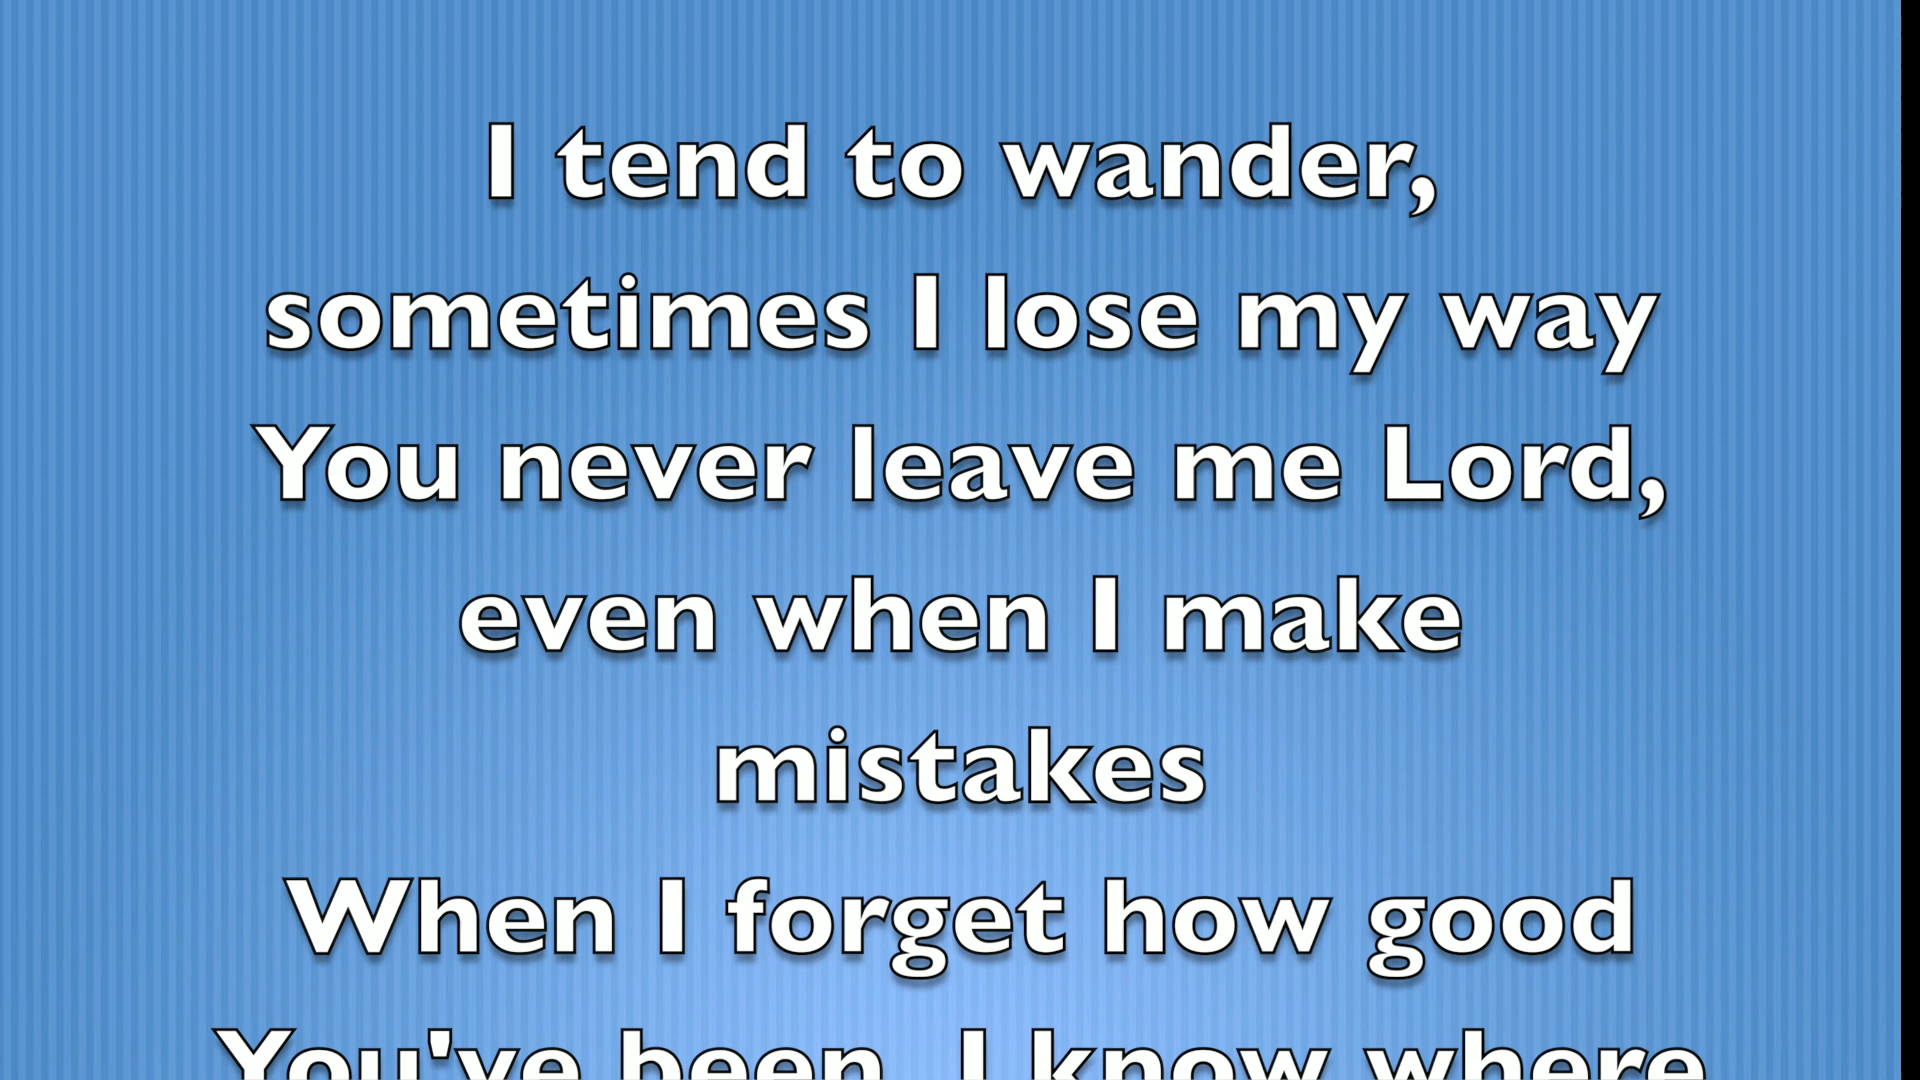 I tend to wander,
sometimes I lose my way
You never leave me Lord,
even when I make
mistakes
When I forget how good
You've been, I know where